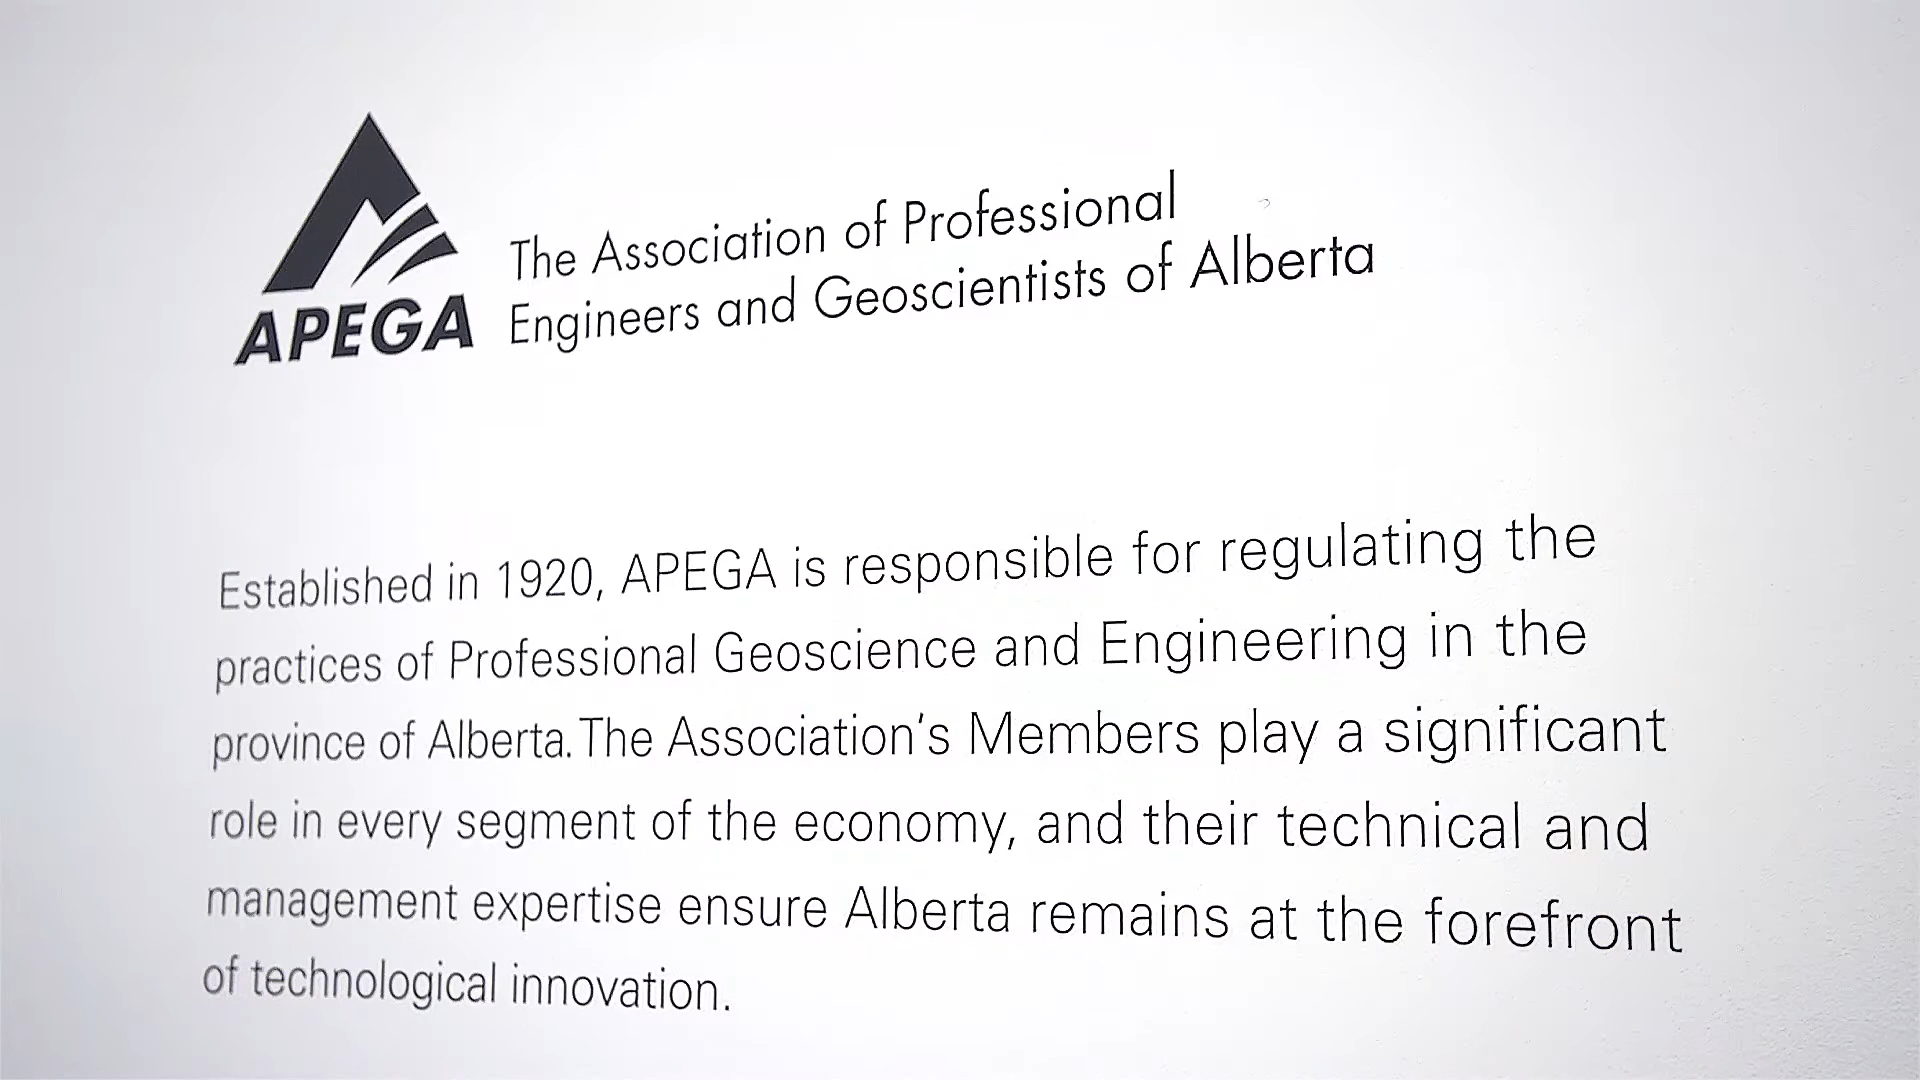 The Association of Professional
Engineers and Geoscientists of Alberta
APEGA
Established in 1920, APEGA is responsible for regulating the
practices of Professional Geoscience and Engineering in the
province of Alberta. The Association's Members play a significant
role in every segment of the economy, and their technical and
management expertise ensure Alberta remains at the forefront
of technological innovation.